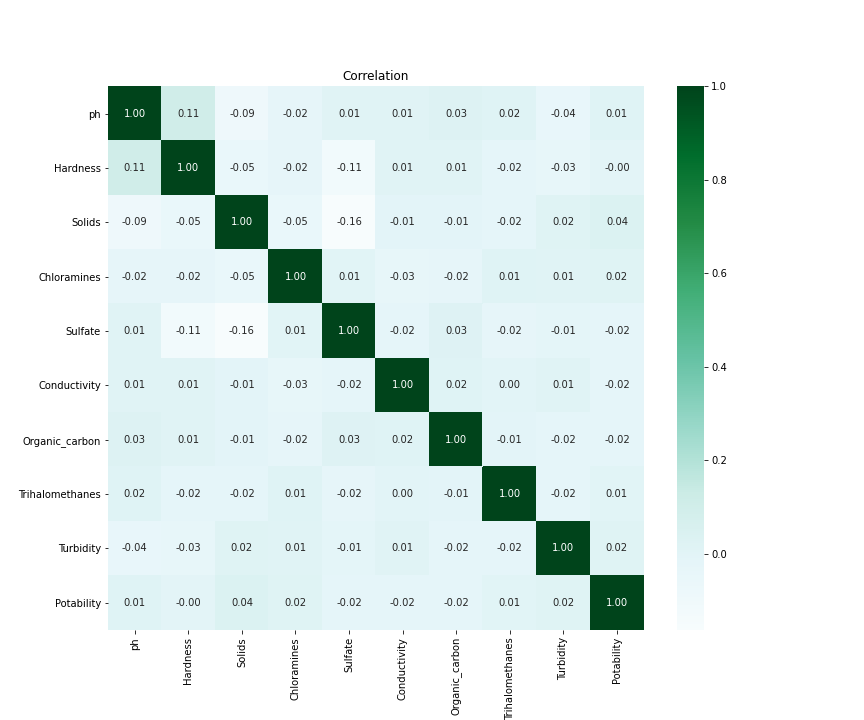 Correlation
1.0
ph 1.00 0.11 -0.09 -0.02 0.01 0.01 0.03 0.02 -0.04 0.01
Hardness 0.11 1.00 -0.05 -0.02 -0.11 0.01 0.01 -0.02 -0.03 -0.00
0.8
Solids -0.09 -0.05 1.00 -0.05 -0.16 -0.01 -0.01 -0.02 0.02 0.04
Chloramines -0.02 -0.02 -0.05 1.00 0.01 -0.03 -0.02 0.01 0.01 0.02
0.6
Sulfate 0.01 -0.11 -0.16 0.01 1.00 -0.02 0.03 -0.02 -0.01 -0.02
0.4
Conductivity 0.01 0.01 -0.01 -0.03 -0.02 1.00 0.02 0.00 0.01 -0.02
Organic_carbon 0.03 0.01 -0.01 -0.02 0.03 0.02 1.00 -0.01 -0.02 -0.02
0.2
Trihalomethanes 0.02 -0.02 -0.02 0.01 -0.02 0.00 -0.01 1.00 -0.02 0.01
Turbidity -0.04 -0.03 0.02 0.01 -0.01 0.01 -0.02 -0.02 1.00 0.02
0.0
Potability 0.01 -0.00 0.04 0.02 -0.02 -0.02 -0.02 0.01 0.02 1.00
ph
Hardness
Solids
Chloramines
Sulfate
Conductivity
Organic_carbon
Trihalomethanes
Turbidity
Potability